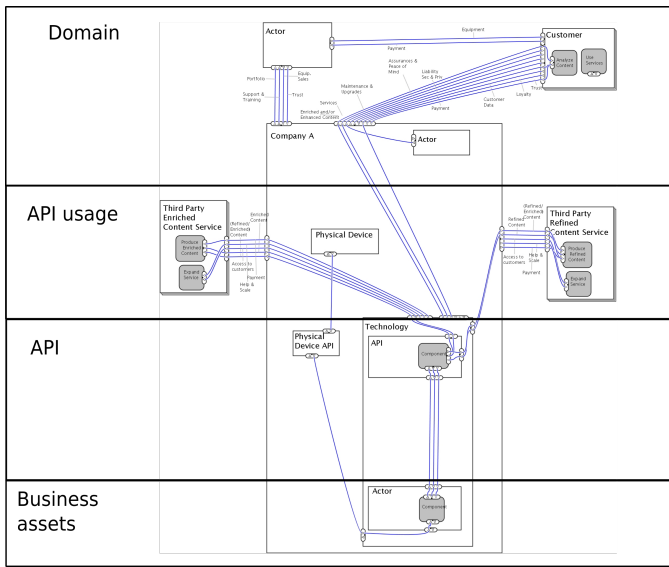 Domain
Actor
Equipment
Payment
Customer
Analyze
Content
Use
Services
Portfolio
Equip.
Sales
Support &
Training
Trust
Assurances &
Peace of
Mind
Liability
Sec & Priv.
Maintenance &
Upgrades
Services
Enriched and/or
Enhanced Content
Payment
Customer
Data
Loyalty
Trust
Company A
Actor
API usage
Third Party
Enriched
Content Service
Produce
Enriched
Content
Expand
Service
(Refined/
Enriched)
Content
Enriched
Content
Access to
customers
Payment
Help &
Scale
Physical Device
Refined
Content
(Refined/
Enriched)
Content
Access to
customers
Help &
Scale
Payment
Third Party
Refined
Content Service
Produce
Refined
Content
Expand
Service
API
Physical
Device API
Technology
API
Component
Business
assets
Actor
Component